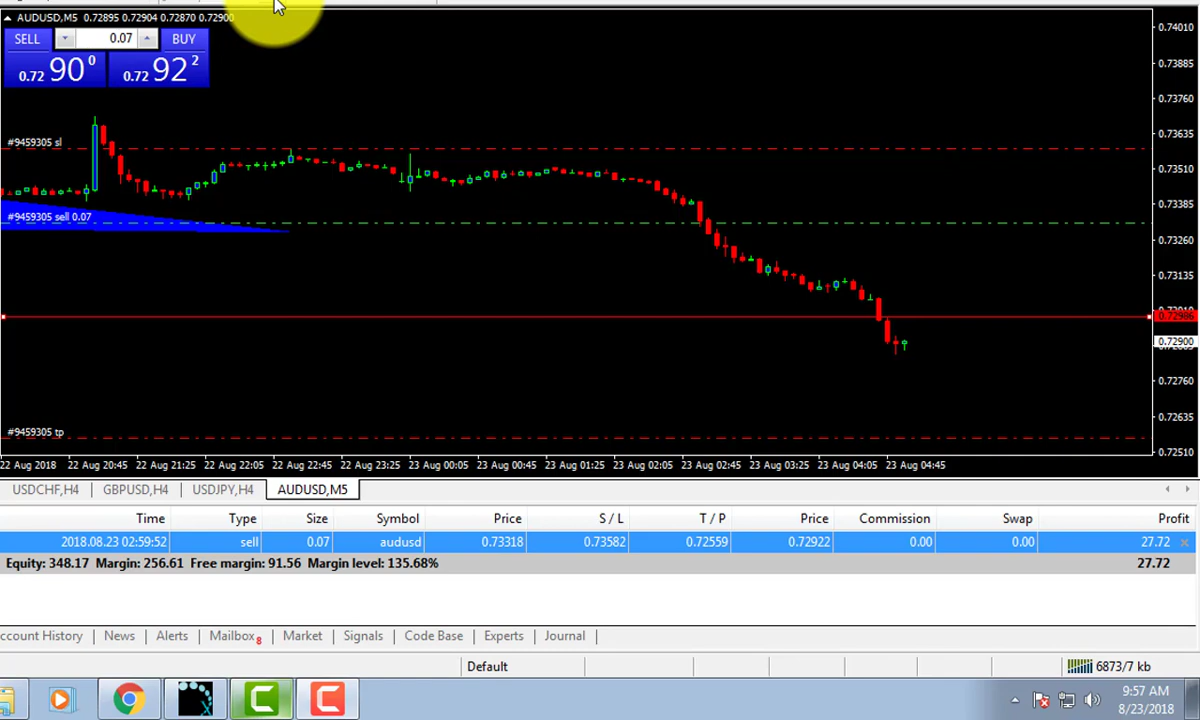 AUDUSD,M5 0.72895 0.72904 0.72870 0.72900
SELL 0.07 BUY
0.72 90 0 0.72 92 2
0.74010
0.73885
0.73760
0.73635
0.73510
0.73385
0.73260
0.73135
0.72986
0.72900
0.72760
0.72635
0.72510
#9459305 sl
#9459305 sell 0.07
#9459305 tp
22 Aug 2018 22 Aug 20:45 22 Aug 21:25 22 Aug 22:05 22 Aug 22:45 22 Aug 23:25 23 Aug 00:05 23 Aug 00:45 23 Aug 01:25 23 Aug 02:05 23 Aug 02:45 23 Aug 03:25 23 Aug 04:05 23 Aug 04:45
USDCHF,H4 GBPUSD,H4 USDJPY,H4 AUDUSD,M5
Time Type Size Symbol Price S / L T / P Price Commission Swap Profit
2018.08.23 02:59:52 sell 0.07 audusd 0.73318 0.73582 0.72559 0.72922 0.00 0.00 27.72
Equity: 348.17 Margin: 256.61 Free margin: 91.56 Margin level: 135.68% 27.72
ccount History News Alerts Mailbox 8 Market Signals Code Base Experts Journal
Default 6873/7 kb
9:57 AM
8/23/2018